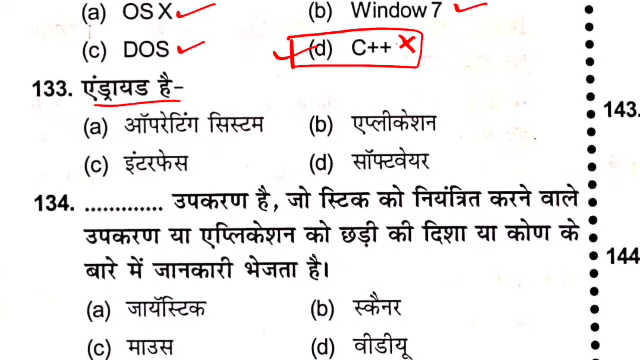 (a) OS X (b) Window 7
(c) DOS (d) C++
133. एंड्रायड है-
(a) ऑपरेटिंग सिस्टम (b) एप्लीकेशन
(c) इंटरफेस (d) सॉफ्टवेयर
134. ............. उपकरण है, जो स्टिक को नियंत्रित करने वाले
उपकरण या एप्लिकेशन को छड़ी की दिशा या कोण के
बारे में जानकारी भेजता है।
(a) जायॅस्टिक (b) स्कैनर
(c) माउस (d) वीडीयू
143.
144